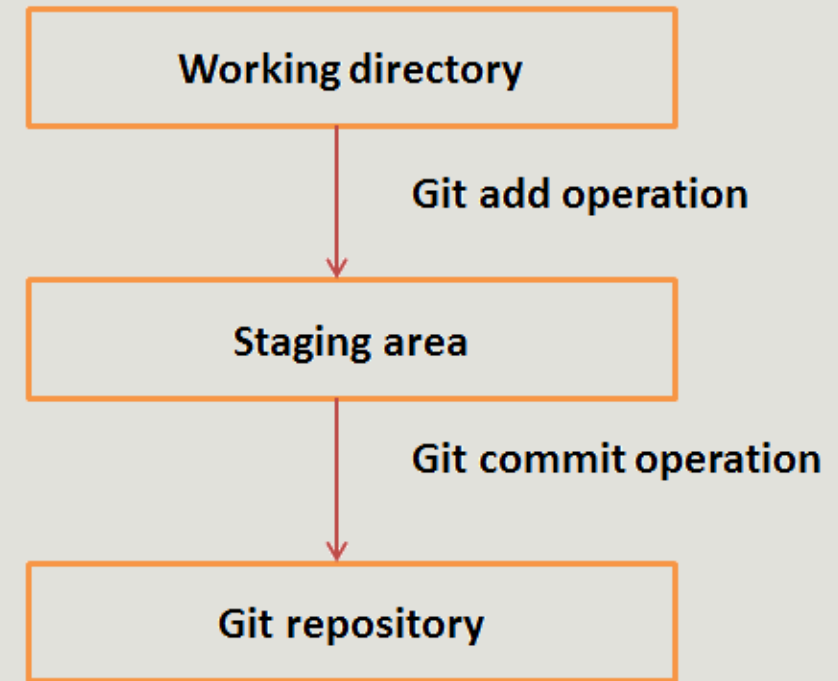 Working directory
Git add operation
Staging area
Git commit operation
Git repository